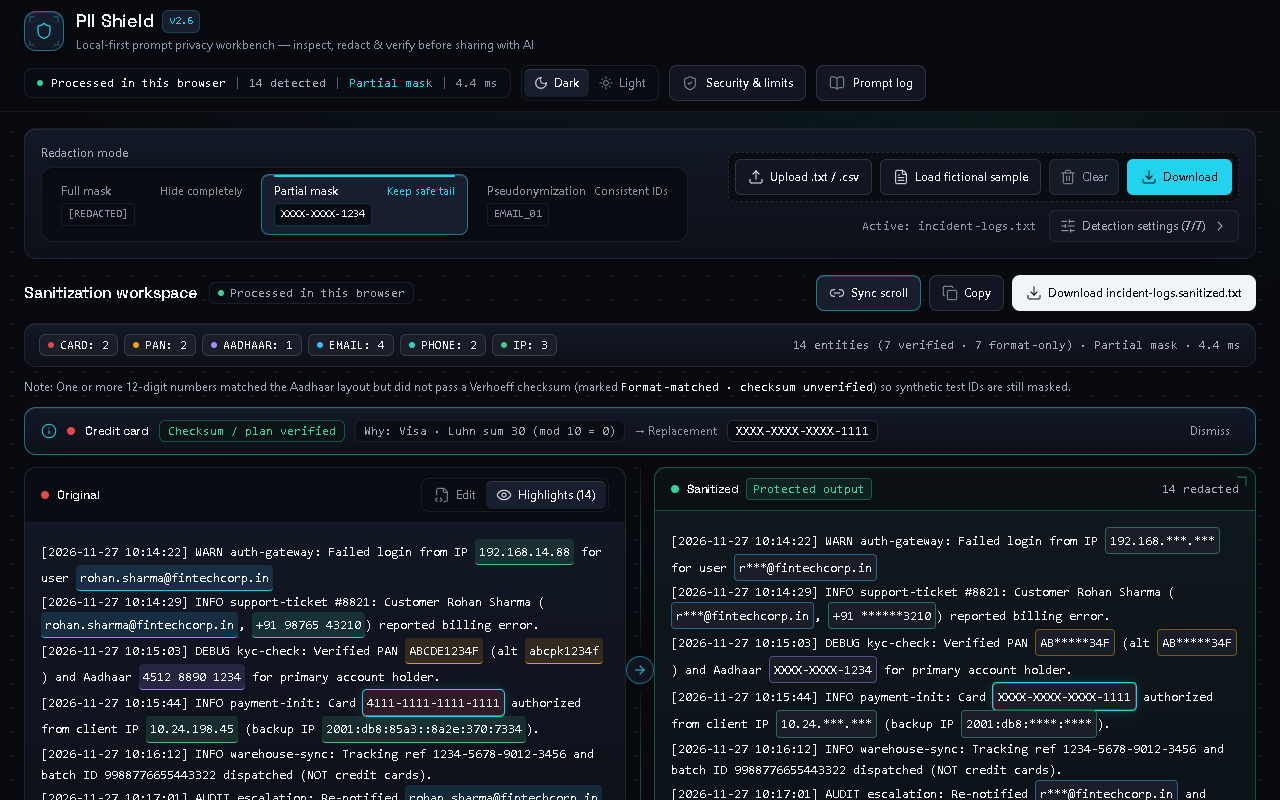 PII Shield v2.6
Local-first prompt privacy workbench — inspect, redact & verify before sharing with AI
Processed in this browser | 14 detected | Partial mask | 4.4 ms
Dark Light
Security & limits
Prompt log
Redaction mode
Full mask Hide completely
[REDACTED]
Partial mask Keep safe tail
XXXX-XXXX-1234
Pseudonymization Consistent IDs
EMAIL_01
Upload .txt / .csv
Load fictional sample
Clear
Download
Active: incident-logs.txt
Detection settings (7/7)
Sanitization workspace
Processed in this browser
Sync scroll
Copy
Download incident-logs.sanitized.txt
CARD: 2 PAN: 2 AADHAAR: 1 EMAIL: 4 PHONE: 2 IP: 3
14 entities (7 verified · 7 format-only) · Partial mask · 4.4 ms
Note: One or more 12-digit numbers matched the Aadhaar layout but did not pass a Verhoeff checksum (marked Format-matched · checksum unverified) so synthetic test IDs are still masked.
Credit card Checksum / plan verified Why: Visa · Luhn sum 30 (mod 10 = 0) → Replacement XXXX-XXXX-XXXX-1111 Dismiss
Original
Edit
Highlights (14)
[2026-11-27 10:14:22] WARN auth-gateway: Failed login from IP 192.168.14.88 for
user rohan.sharma@fintechcorp.in
[2026-11-27 10:14:29] INFO support-ticket #8821: Customer Rohan Sharma (
rohan.sharma@fintechcorp.in, +91 98765 43210) reported billing error.
[2026-11-27 10:15:03] DEBUG kyc-check: Verified PAN ABCDE1234F (alt abcpk1234f
) and Aadhaar 4512 8890 1234 for primary account holder.
[2026-11-27 10:15:44] INFO payment-init: Card 4111-1111-1111-1111 authorized
from client IP 10.24.198.45 (backup IP 2001:db8:85a3::8a2e:370:7334).
[2026-11-27 10:16:12] INFO warehouse-sync: Tracking ref 1234-5678-9012-3456 and
batch ID 9988776655443322 dispatched (NOT credit cards).
[2026-11-27 10:17:01] AUDIT escalation: Re-notified rohan.sharma@fintechcorp.in
Sanitized
Protected output
14 redacted
[2026-11-27 10:14:22] WARN auth-gateway: Failed login from IP 192.168.***.***
for user r***@fintechcorp.in
[2026-11-27 10:14:29] INFO support-ticket #8821: Customer Rohan Sharma (
r***@fintechcorp.in, +91 ******3210) reported billing error.
[2026-11-27 10:15:03] DEBUG kyc-check: Verified PAN AB*****34F (alt AB*****34F
) and Aadhaar XXXX-XXXX-1234 for primary account holder.
[2026-11-27 10:15:44] INFO payment-init: Card XXXX-XXXX-XXXX-1111 authorized
from client IP 10.24.***.*** (backup IP 2001:db8:****:****).
[2026-11-27 10:16:12] INFO warehouse-sync: Tracking ref 1234-5678-9012-3456 and
batch ID 9988776655443322 dispatched (NOT credit cards).
[2026-11-27 10:17:01] AUDIT escalation: Re-notified r***@fintechcorp.in and